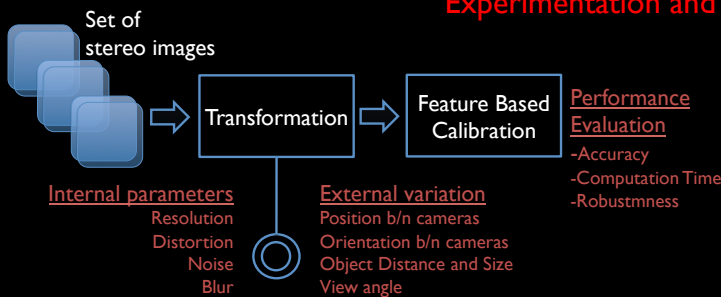 Experimentation and
Set of
stereo images
Transformation
Feature Based
Calibration
Performance
Evaluation
-Accuracy
-Computation Time
-Robustmness
Internal parameters
Resolution
Distortion
Noise
Blur
External variation
Position b/n cameras
Orientation b/n cameras
Object Distance and Size
View angle